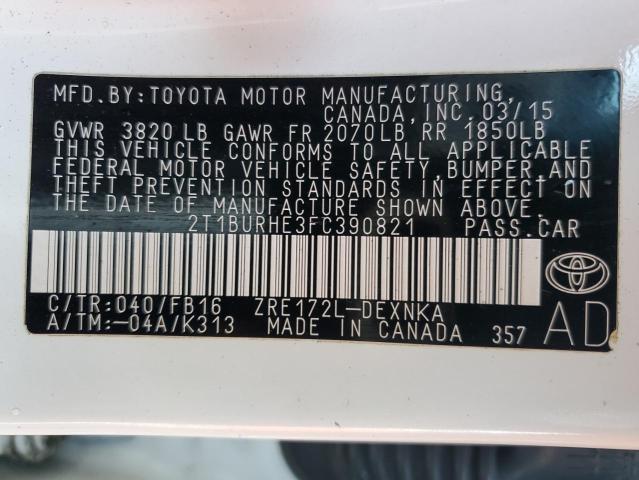 MFD.BY:TOYOTA MOTOR MANUFACTURING,
CANADA, INC. 03/15
GVWR 3820 LB GAWR FR 2070LB, RR 1850LB
THIS VEHICLE CONFORMS TO ALL APPLICABLE
FEDERAL MOTOR VEHICLE SAFETY, BUMPER, AND
THEFT PREVENTION STANDARDS IN EFFECT ON
THE DATE OF MANUFACTURE SHOWN ABOVE.
2T1BURHE3FC390821 PASS.CAR
C/TR:040/FB16 ZRE172L-DEXNKA
A/TM:-04A/K313 MADE IN CANADA 357 AD